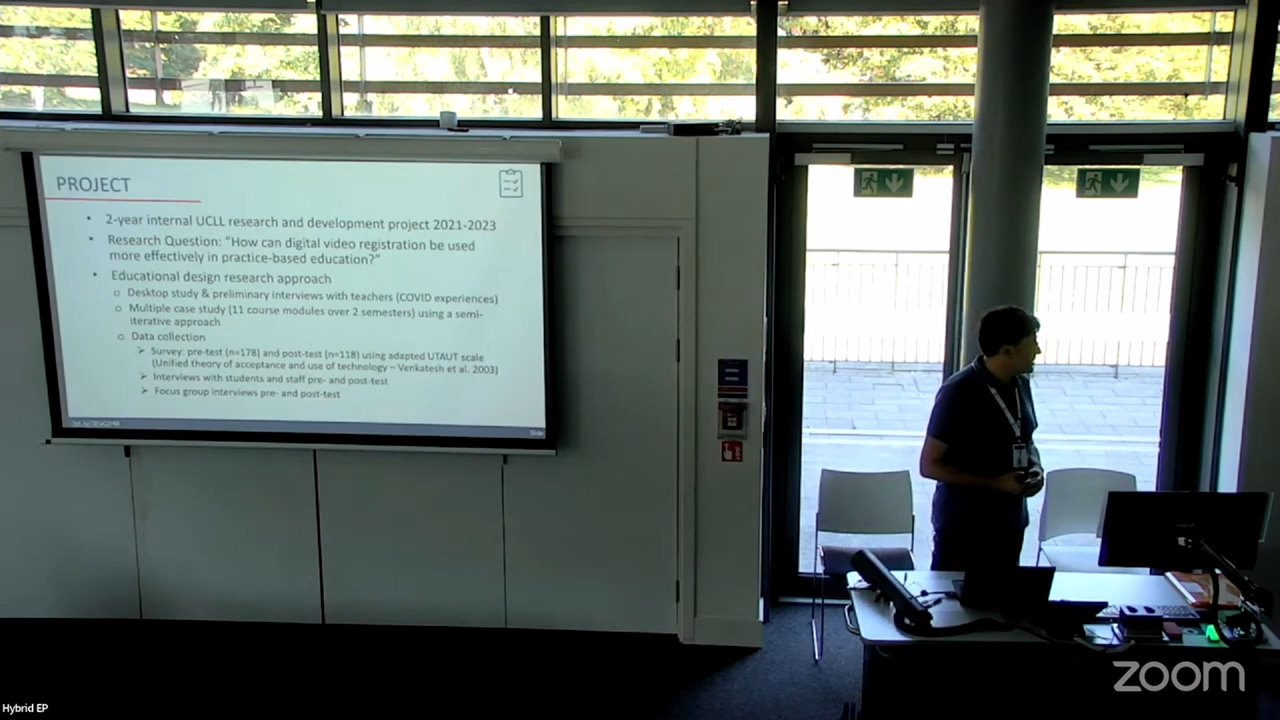 PROJECT
• 2-year internal UCLL research and development project 2021-2023
• Research Question: “How can digital video registration be used
more effectively in practice-based education?”
• Educational design research approach
o Desktop study & preliminary interviews with teachers (COVID experiences)
o Multiple case study (11 course modules over 2 semesters) using a semi-
iterative approach
o Data collection
➢ Survey: pre-test (n=178) and post-test (n=118) using adapted UTAUT scale
(Unified theory of acceptance and use of technology – Venkatesh et al. 2003)
➢ Interviews with students and staff pre- and post-test
➢ Focus group interviews pre- and post-test
Slide
zoom
Hybrid EP